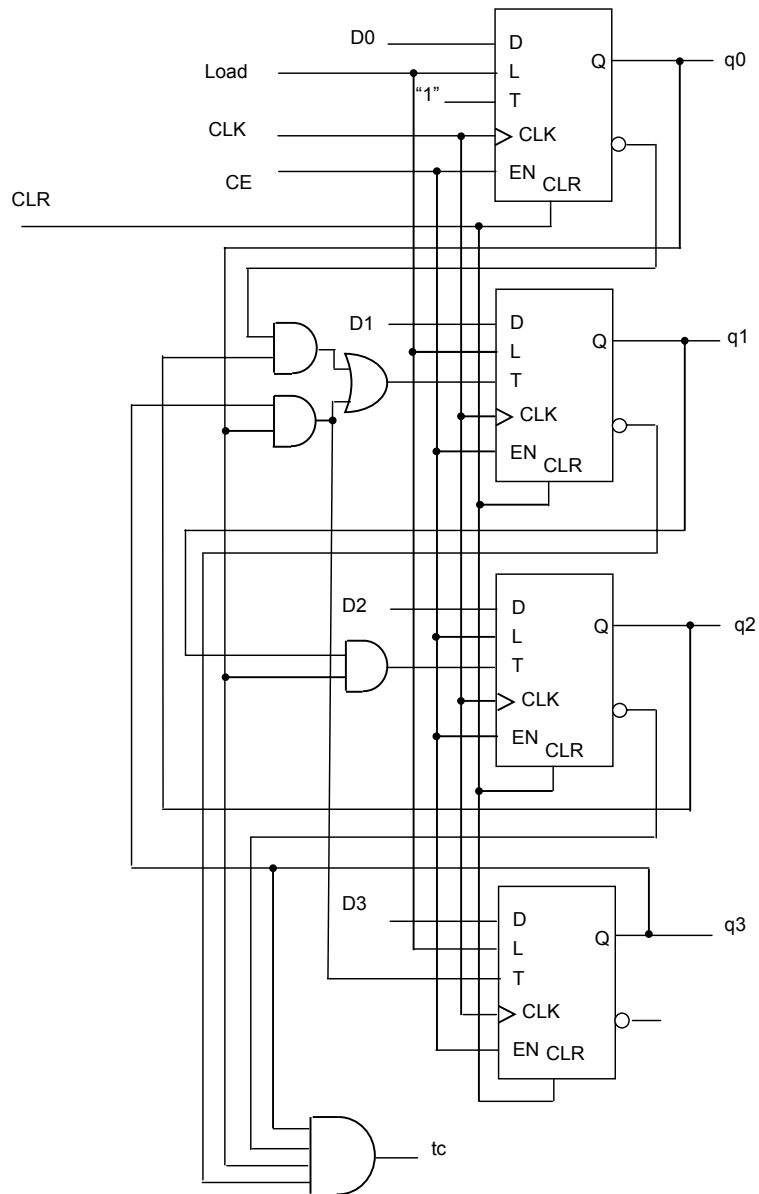 D0
D
Q
q0
Load
L
“1”
T
CLK
CLK
CE
EN
CLR
CLR
D1
D
Q
q1
L
T
CLK
EN
CLR
D2
D
Q
q2
L
T
CLK
EN
CLR
D3
D
Q
q3
L
T
CLK
EN
CLR
tc